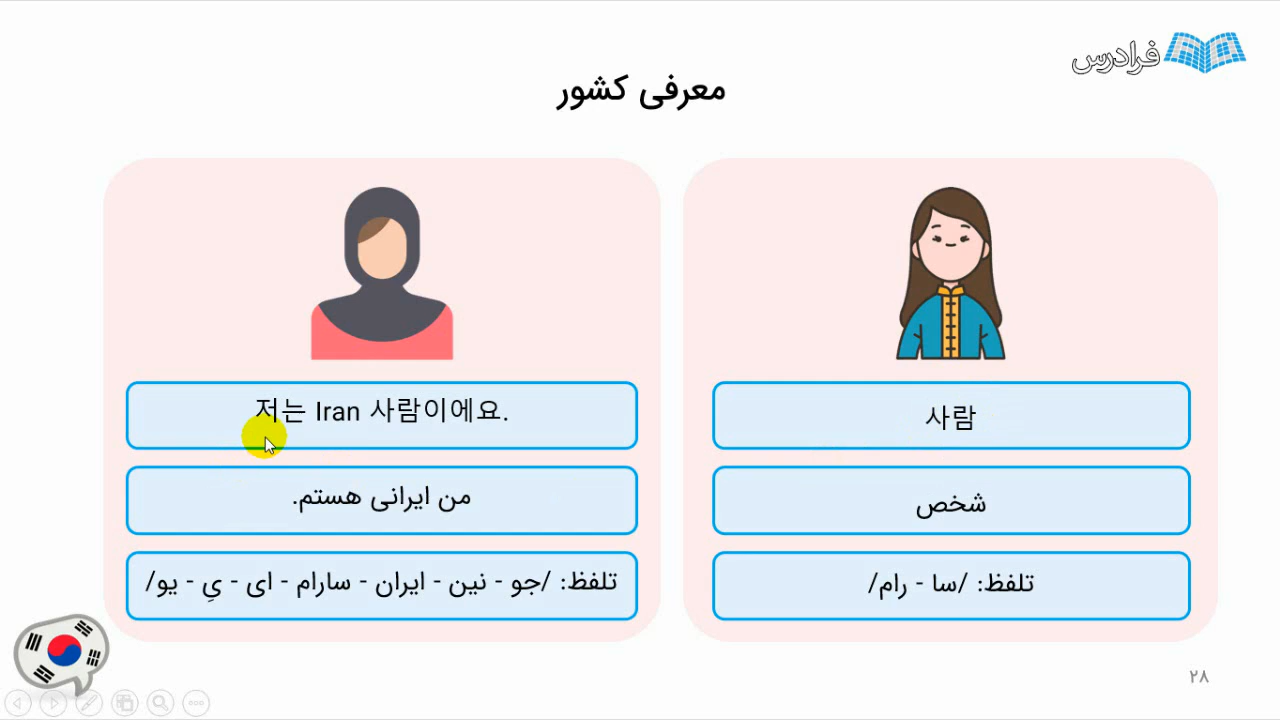 فرادرس
معرفی کشور
사람
شخص
تلفظ: /سا - رام/
저는 Iran 사람이에요.
من ایرانی هستم.
تلفظ: /جو - نین - ایران - سارام - ای - یِ - یو/
۲۸